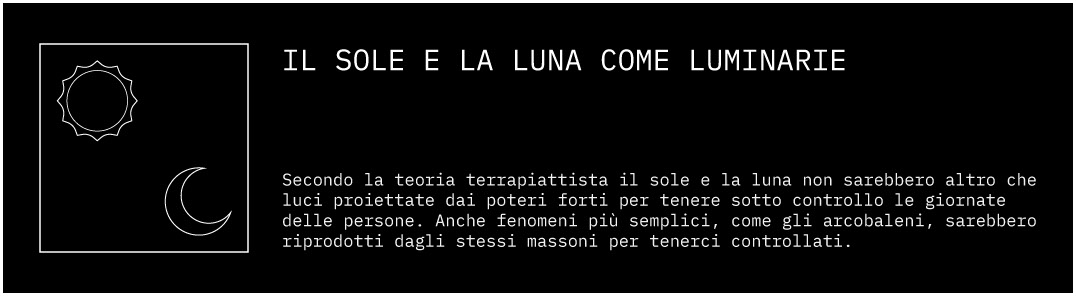 IL SOLE E LA LUNA COME LUMINARIE
Secondo la teoria terrapiattista il sole e la luna non sarebbero altro che
luci proiettate dai poteri forti per tenere sotto controllo le giornate
delle persone. Anche fenomeni più semplici, come gli arcobaleni, sarebbero
riprodotti dagli stessi massoni per tenerci controllati.